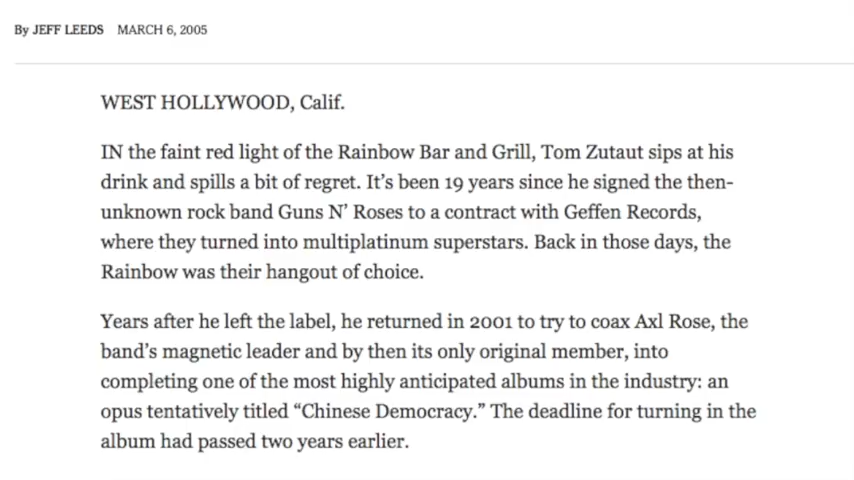 By JEFF LEEDS MARCH 6, 2005
WEST HOLLYWOOD, Calif.
IN the faint red light of the Rainbow Bar and Grill, Tom Zutaut sips at his
drink and spills a bit of regret. It’s been 19 years since he signed the then-
unknown rock band Guns N’ Roses to a contract with Geffen Records,
where they turned into multiplatinum superstars. Back in those days, the
Rainbow was their hangout of choice.
Years after he left the label, he returned in 2001 to try to coax Axl Rose, the
band’s magnetic leader and by then its only original member, into
completing one of the most highly anticipated albums in the industry: an
opus tentatively titled “Chinese Democracy.” The deadline for turning in the
album had passed two years earlier.